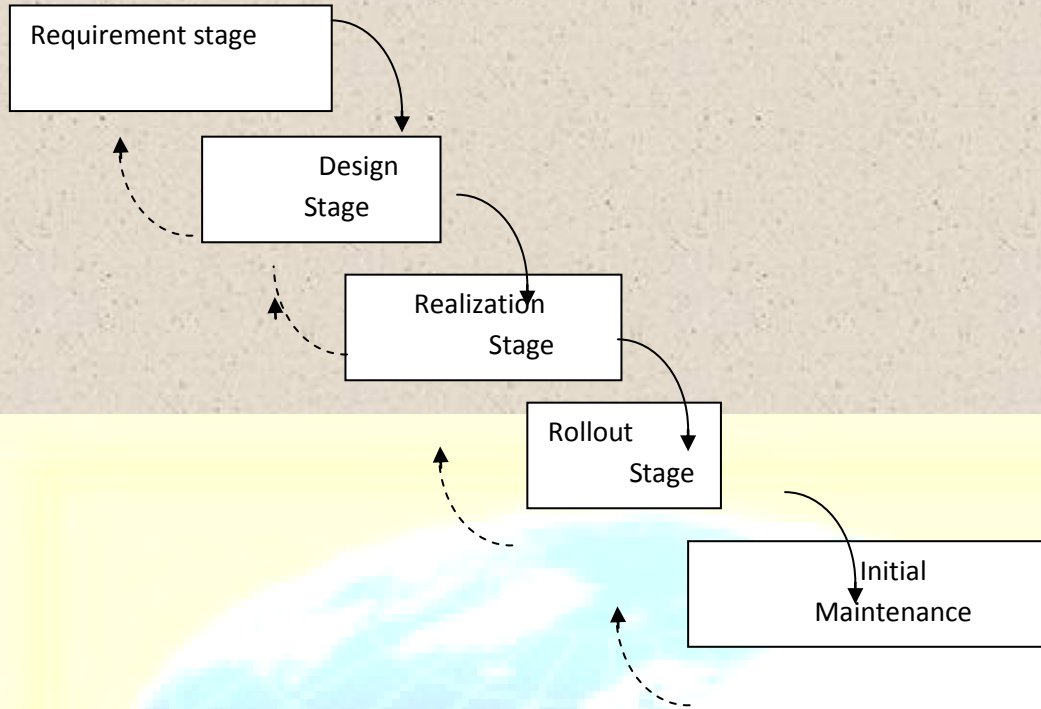 Requirement stage
Design
Stage
Realization
Stage
Rollout
Stage
Initial
Maintenance